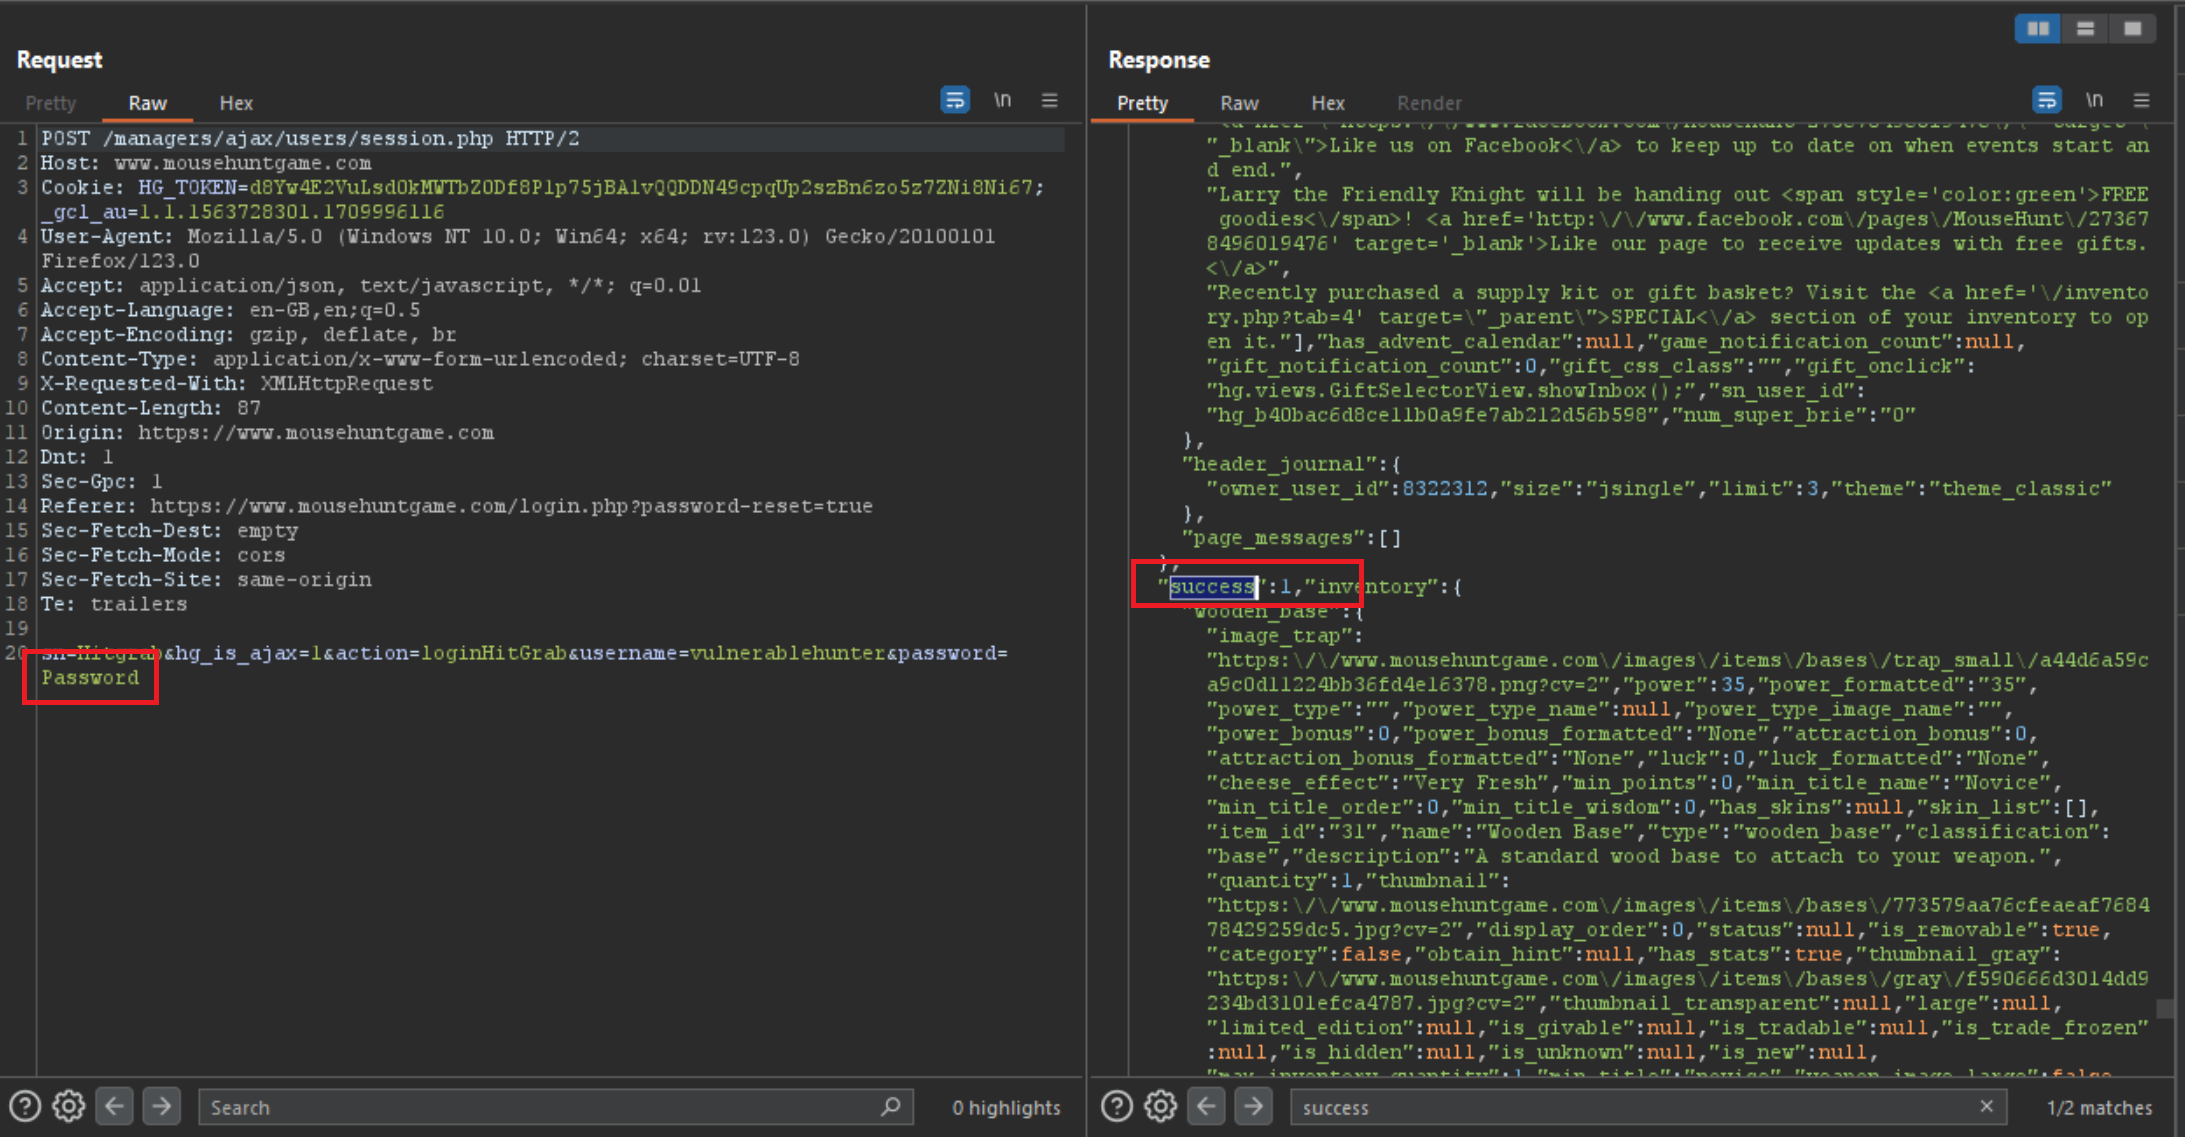 Request
Pretty Raw Hex \n
1 POST /managers/ajax/users/session.php HTTP/2
2 Host: www.mousehuntgame.com
3 Cookie: HG_TOKEN=d8Yw4E2VuLsdOkMWTbZODf8P1p75jBA1vQQDDN49cpqUp2szBn6zo5z7ZNi8Ni67;
_gcl_au=1.1.1563728301.1709996116
4 User-Agent: Mozilla/5.0 (Windows NT 10.0; Win64; x64; rv:123.0) Gecko/20100101
Firefox/123.0
5 Accept: application/json, text/javascript, */*; q=0.01
6 Accept-Language: en-GB,en;q=0.5
7 Accept-Encoding: gzip, deflate, br
8 Content-Type: application/x-www-form-urlencoded; charset=UTF-8
9 X-Requested-With: XMLHttpRequest
10 Content-Length: 87
11 Origin: https://www.mousehuntgame.com
12 Dnt: 1
13 Sec-Gpc: 1
14 Referer: https://www.mousehuntgame.com/login.php?password-reset=true
15 Sec-Fetch-Dest: empty
16 Sec-Fetch-Mode: cors
17 Sec-Fetch-Site: same-origin
18 Te: trailers
19
20 sn=Hitgrab&hg_is_ajax=1&action=loginHitGrab&username=vulnerablehunter&password=
Password
Search
0 highlights
Response
Pretty Raw Hex Render \n
"_blank\">Like us on Facebook<\/a> to keep up to date on when events start an
d end.",
"Larry the Friendly Knight will be handing out <span style='color:green'>FREE
goodies<\/span>! <a href='http:\/\/www.facebook.com\/pages\/MouseHunt\/27367
8496019476' target='_blank'>Like our page to receive updates with free gifts.
<\/a>",
"Recently purchased a supply kit or gift basket? Visit the <a href='\/invento
ry.php?tab=4' target=\"_parent\">SPECIAL<\/a> section of your inventory to op
en it."],"has_advent_calendar":null,"game_notification_count":null,
"gift_notification_count":0,"gift_css_class":"","gift_onclick":
"hg.views.GiftSelectorView.showInbox();","sn_user_id":
"hg_b40bac6d8ce11b0a9fe7ab212d56b598","num_super_brie":"0"
},
"header_journal":{
"owner_user_id":8322312,"size":"jsingle","limit":3,"theme":"theme_classic"
},
"page_messages":[]
},
"success":1,"inventory":{
"wooden_base":{
"image_trap":
"https:\/\/www.mousehuntgame.com\/images\/items\/bases\/trap_small\/a44d6a59c
a9c0d11224bb36fd4e16378.png?cv=2","power":35,"power_formatted":"35",
"power_type":"","power_type_name":null,"power_type_image_name":"",
"power_bonus":0,"power_bonus_formatted":"None","attraction_bonus":0,
"attraction_bonus_formatted":"None","luck":0,"luck_formatted":"None",
"cheese_effect":"Very Fresh","min_points":0,"min_title_name":"Novice",
"min_title_order":0,"min_title_wisdom":0,"has_skins":null,"skin_list":[],
"item_id":"31","name":"Wooden Base","type":"wooden_base","classification":
"base","description":"A standard wood base to attach to your weapon.",
"quantity":1,"thumbnail":
"https:\/\/www.mousehuntgame.com\/images\/items\/bases\/773579aa76cfeaeaf7684
78429259dc5.jpg?cv=2","display_order":0,"status":null,"is_removable":true,
"category":false,"obtain_hint":null,"has_stats":true,"thumbnail_gray":
"https:\/\/www.mousehuntgame.com\/images\/items\/bases\/gray\/f590666d3014dd9
234bd3101efca4787.jpg?cv=2","thumbnail_transparent":null,"large":null,
"limited_edition":null,"is_givable":null,"is_tradable":null,"is_trade_frozen"
:null,"is_hidden":null,"is_unknown":null,"is_new":null,
success
1/2 matches